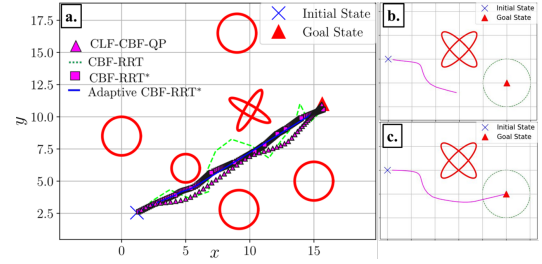 a.
Initial State
Goal State
CLF-CBF-QP
CBF-RRT
CBF-RRT*
Adaptive CBF-RRT*
17.5
15.0
12.5
10.0
7.5
5.0
2.5
y
0
5
10
15
x
b.
Initial State
Goal State
c.
Initial State
Goal State